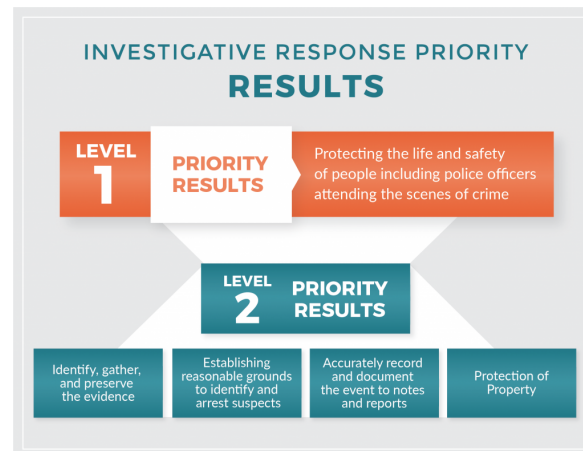 INVESTIGATIVE RESPONSE PRIORITY
RESULTS
LEVEL
1
PRIORITY
RESULTS
Protecting the life and safety
of people including police officers
attending the scenes of crime
LEVEL
2
PRIORITY
RESULTS
Identify, gather,
and preserve
the evidence
Establishing
reasonable grounds
to identify and
arrest suspects
Accurately record
and document
the event to notes
and reports
Protection of
Property